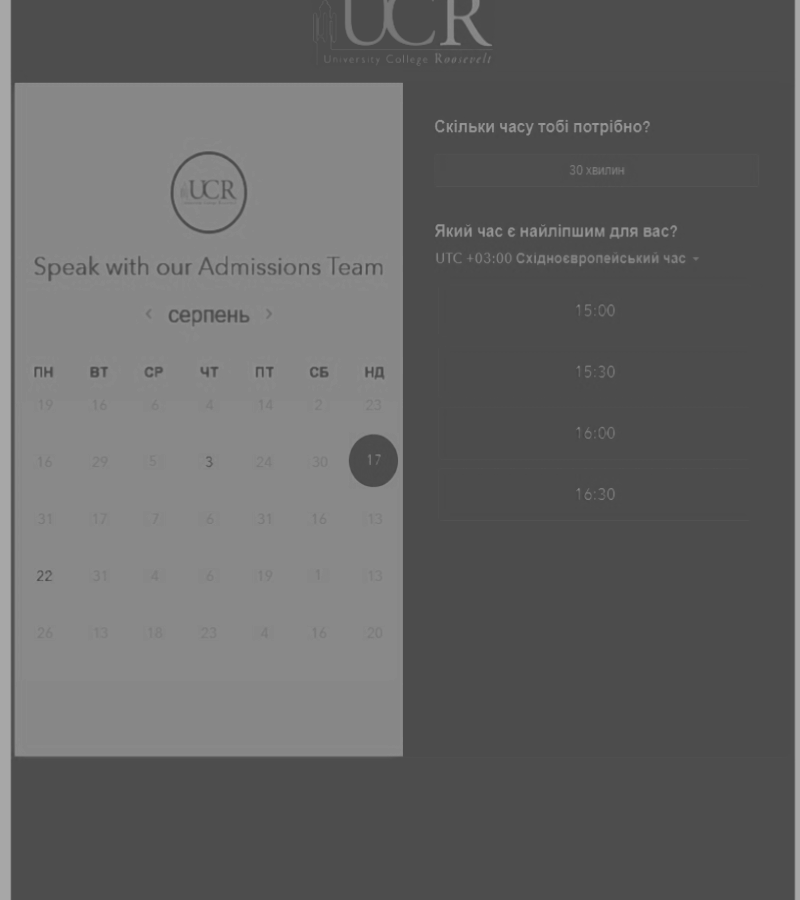 UCR
University College Roosevelt
UCR
Speak with our Admissions Team
‹ серпень ›
ПН ВТ СР ЧТ ПТ СБ НД
19 16 6 4 14 2 23
16 29 5 3 24 30 17
31 17 7 6 31 16 13
22 31 4 6 19 1 13
26 13 18 23 4 16 20
Скільки часу тобі потрібно?
30 хвилин
Який час є найліпшим для вас?
UTC +03:00 Східноєвропейський час
15:00
15:30
16:00
16:30